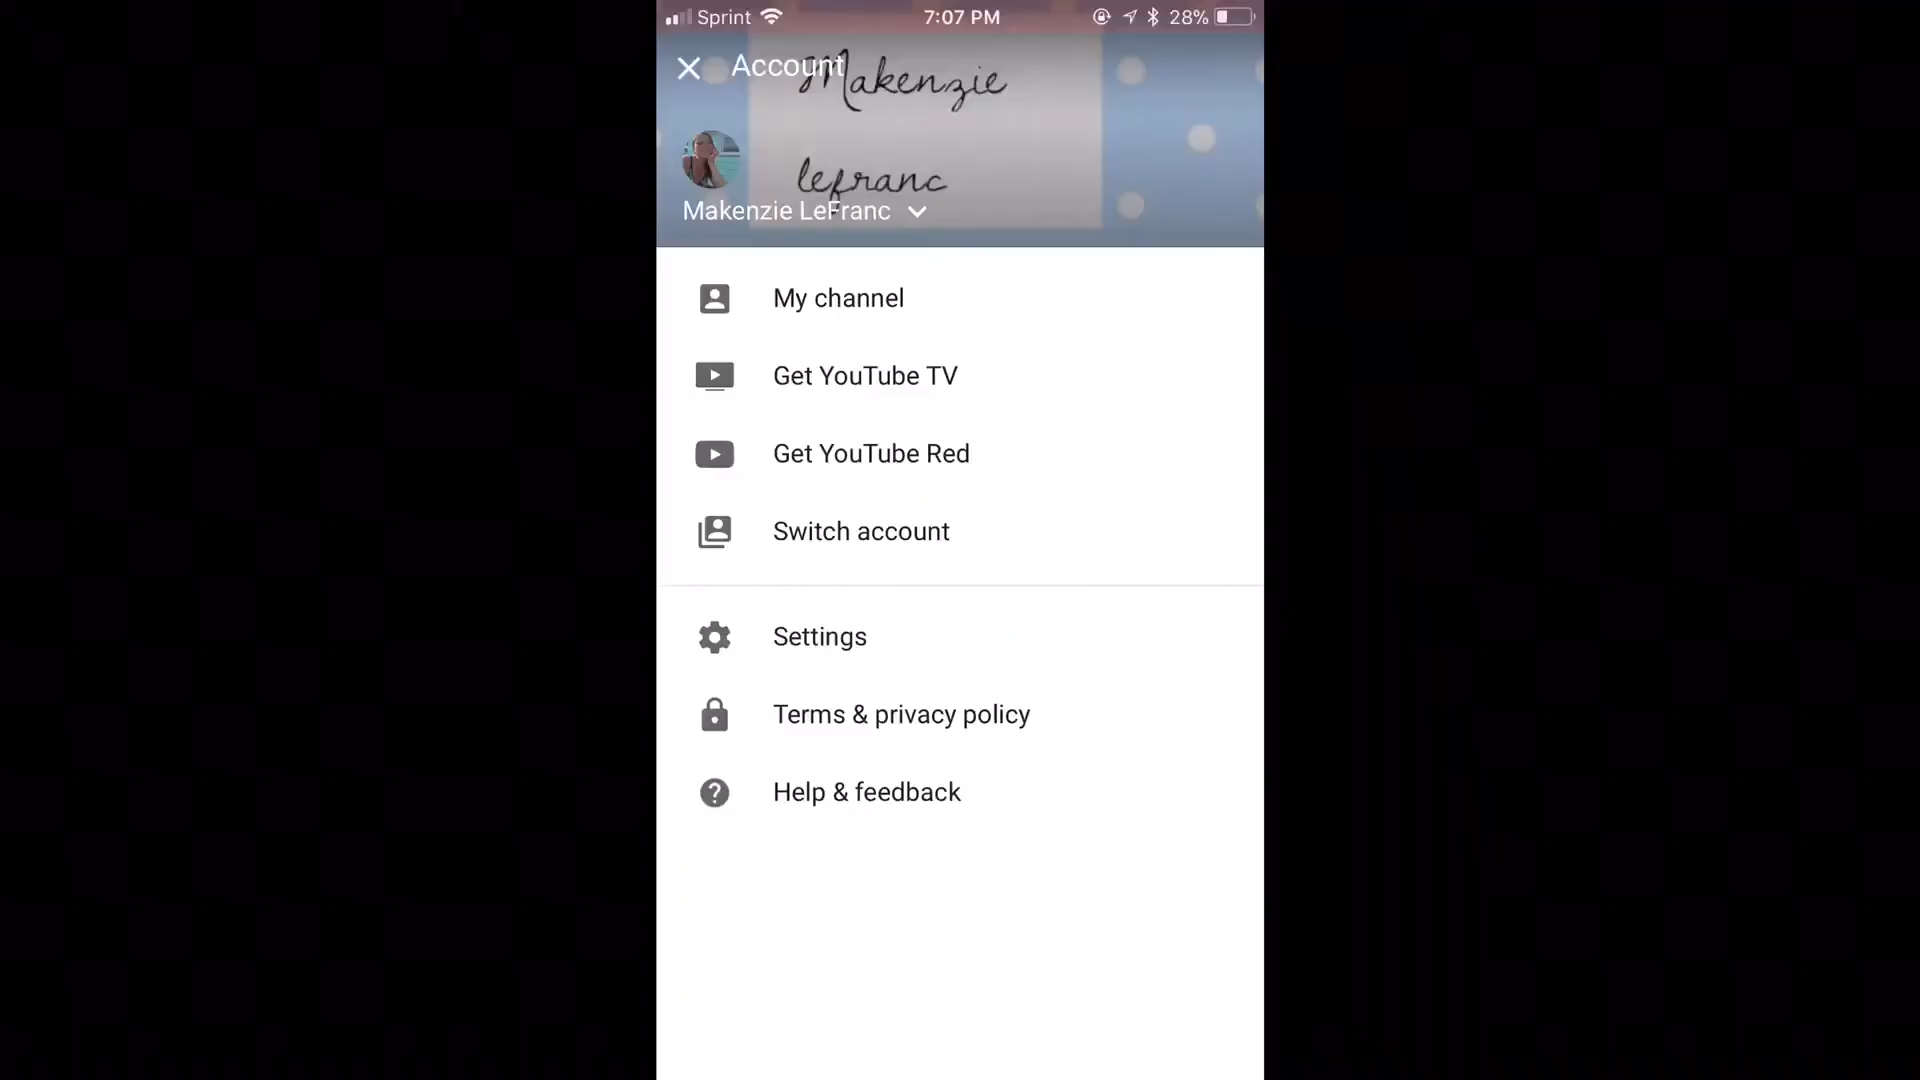 Sprint 7:07 PM 28%
Account
Makenzie
lefranc
Makenzie LeFranc
My channel
Get YouTube TV
Get YouTube Red
Switch account
Settings
Terms & privacy policy
Help & feedback